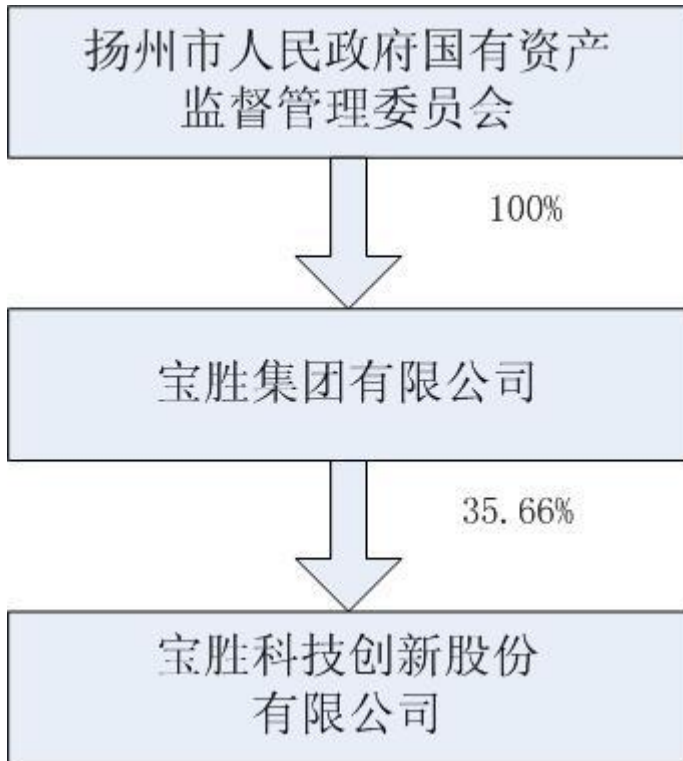 扬州市人民政府国有资产
监督管理委员会
100%
宝胜集团有限公司
35.66%
宝胜科技创新股份
有限公司